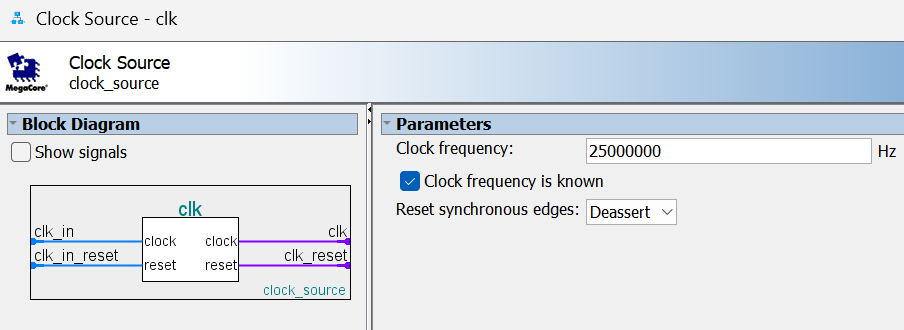 Clock Source - clk
Clock Source
clock_source
MegaCore®
Block Diagram
Show signals
clk
clk_in
clock
clock
clk
clk_in_reset
reset
reset
clk_reset
clock_source
Parameters
Clock frequency: 25000000 Hz
Clock frequency is known
Reset synchronous edges: Deassert